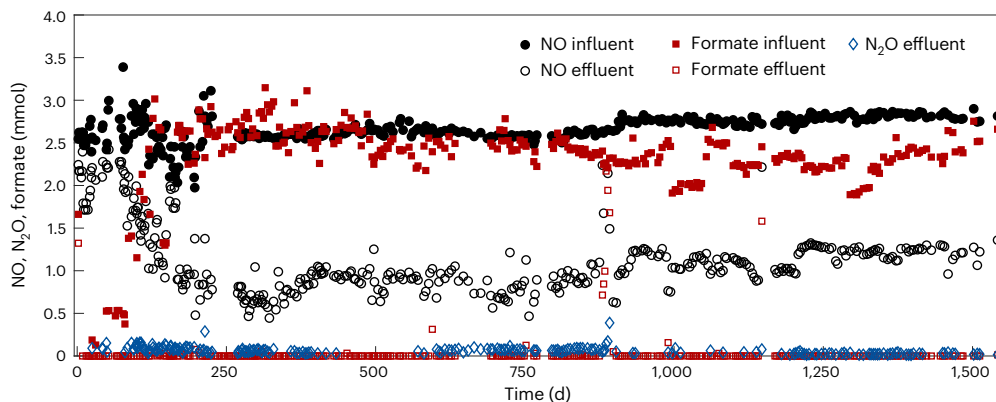 4.0
3.5
3.0
2.5
2.0
1.5
1.0
0.5
0
NO, N₂O, formate (mmol)
NO influent
Formate influent
N₂O effluent
NO effluent
Formate effluent
0
250
500
750
1,000
1,250
1,500
Time (d)